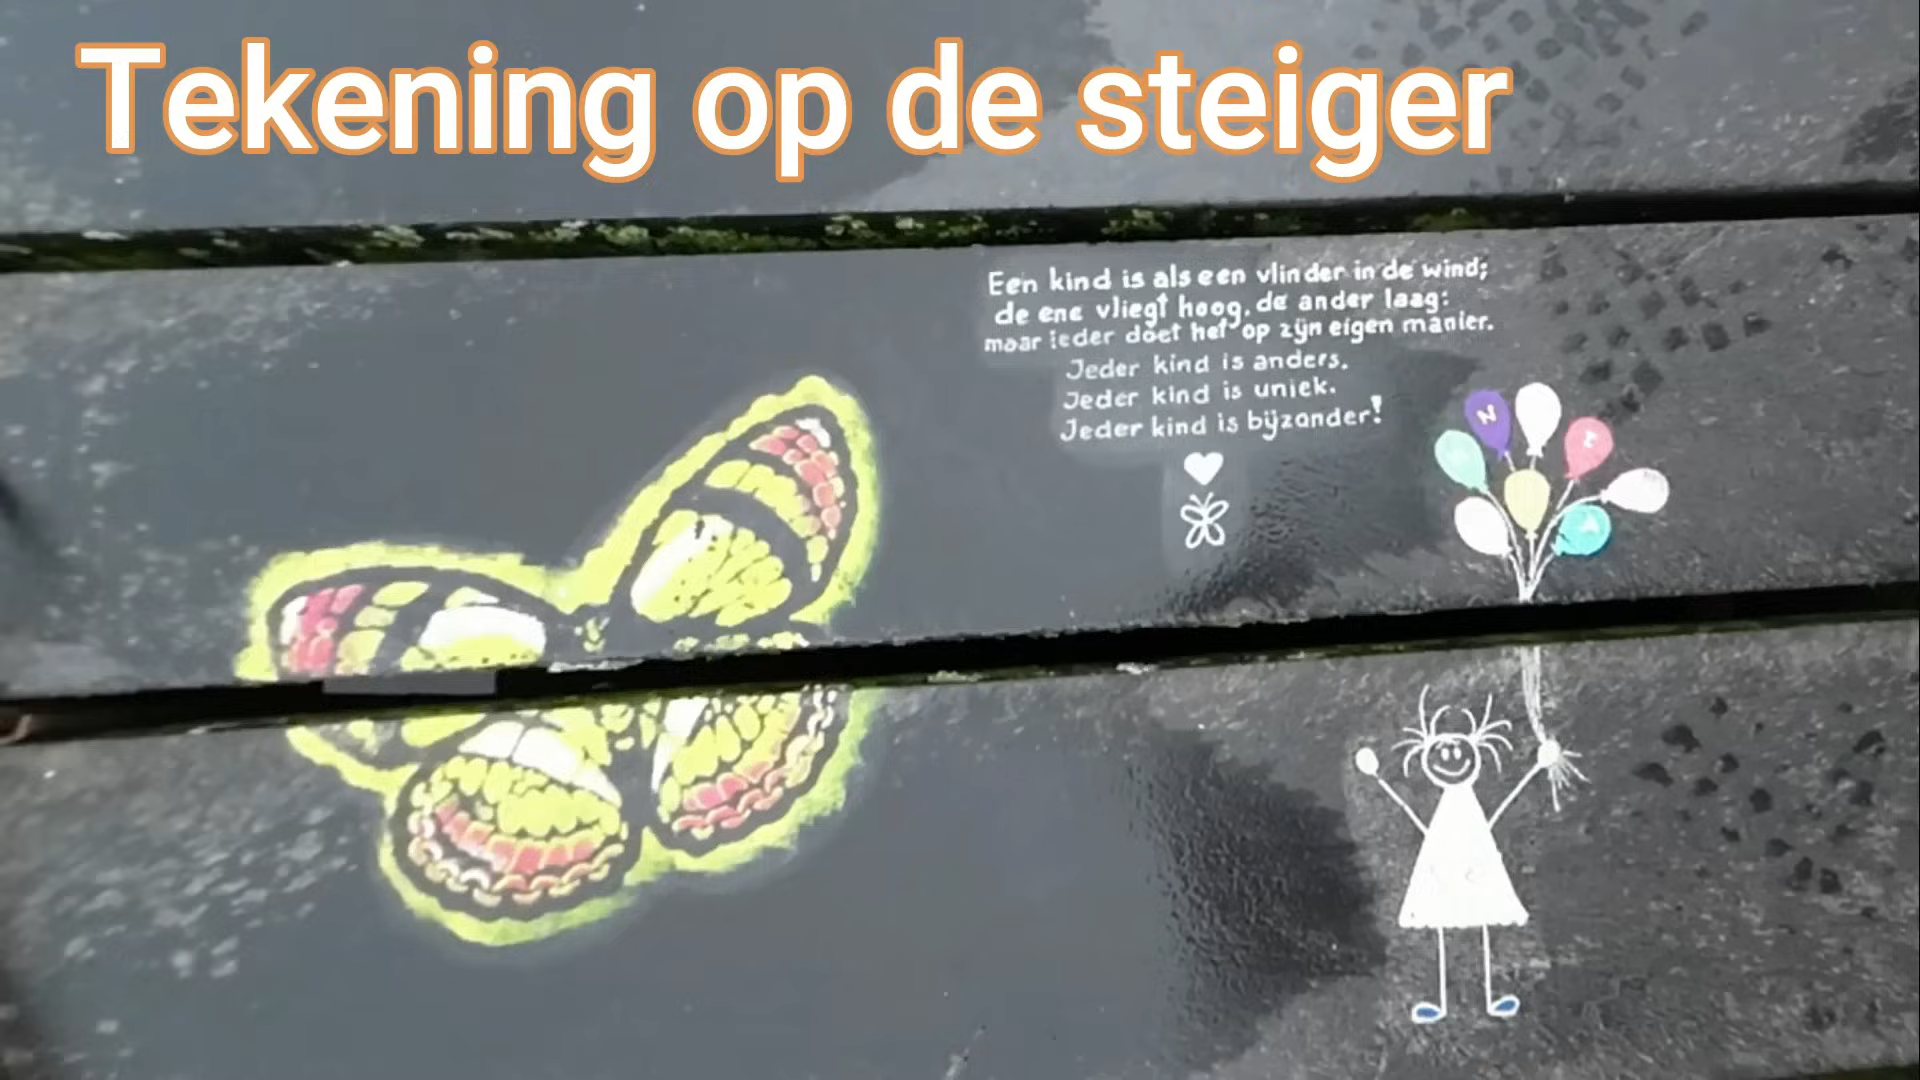 Tekening op de steiger
Een kind is als een vlinder in de wind;
de ene vliegt hoog, de ander laag:
maar ieder doet het op zijn eigen manier.
Jeder kind is anders.
Jeder kind is uniek.
Jeder kind is bijzonder!
N
I
A